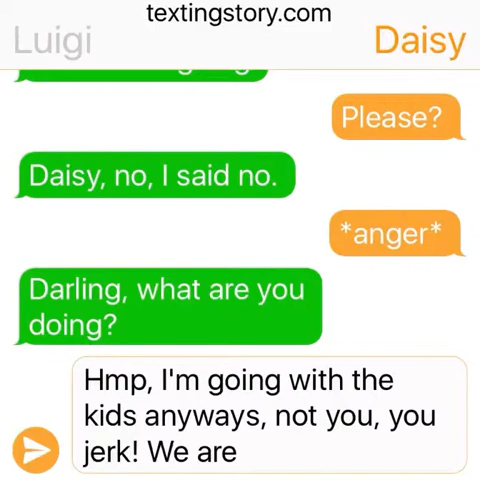 textingstory.com
Luigi
Daisy
Please?
Daisy, no, I said no.
*anger*
Darling, what are you
doing?
Hmp, I'm going with the
kids anyways, not you, you
jerk! We are